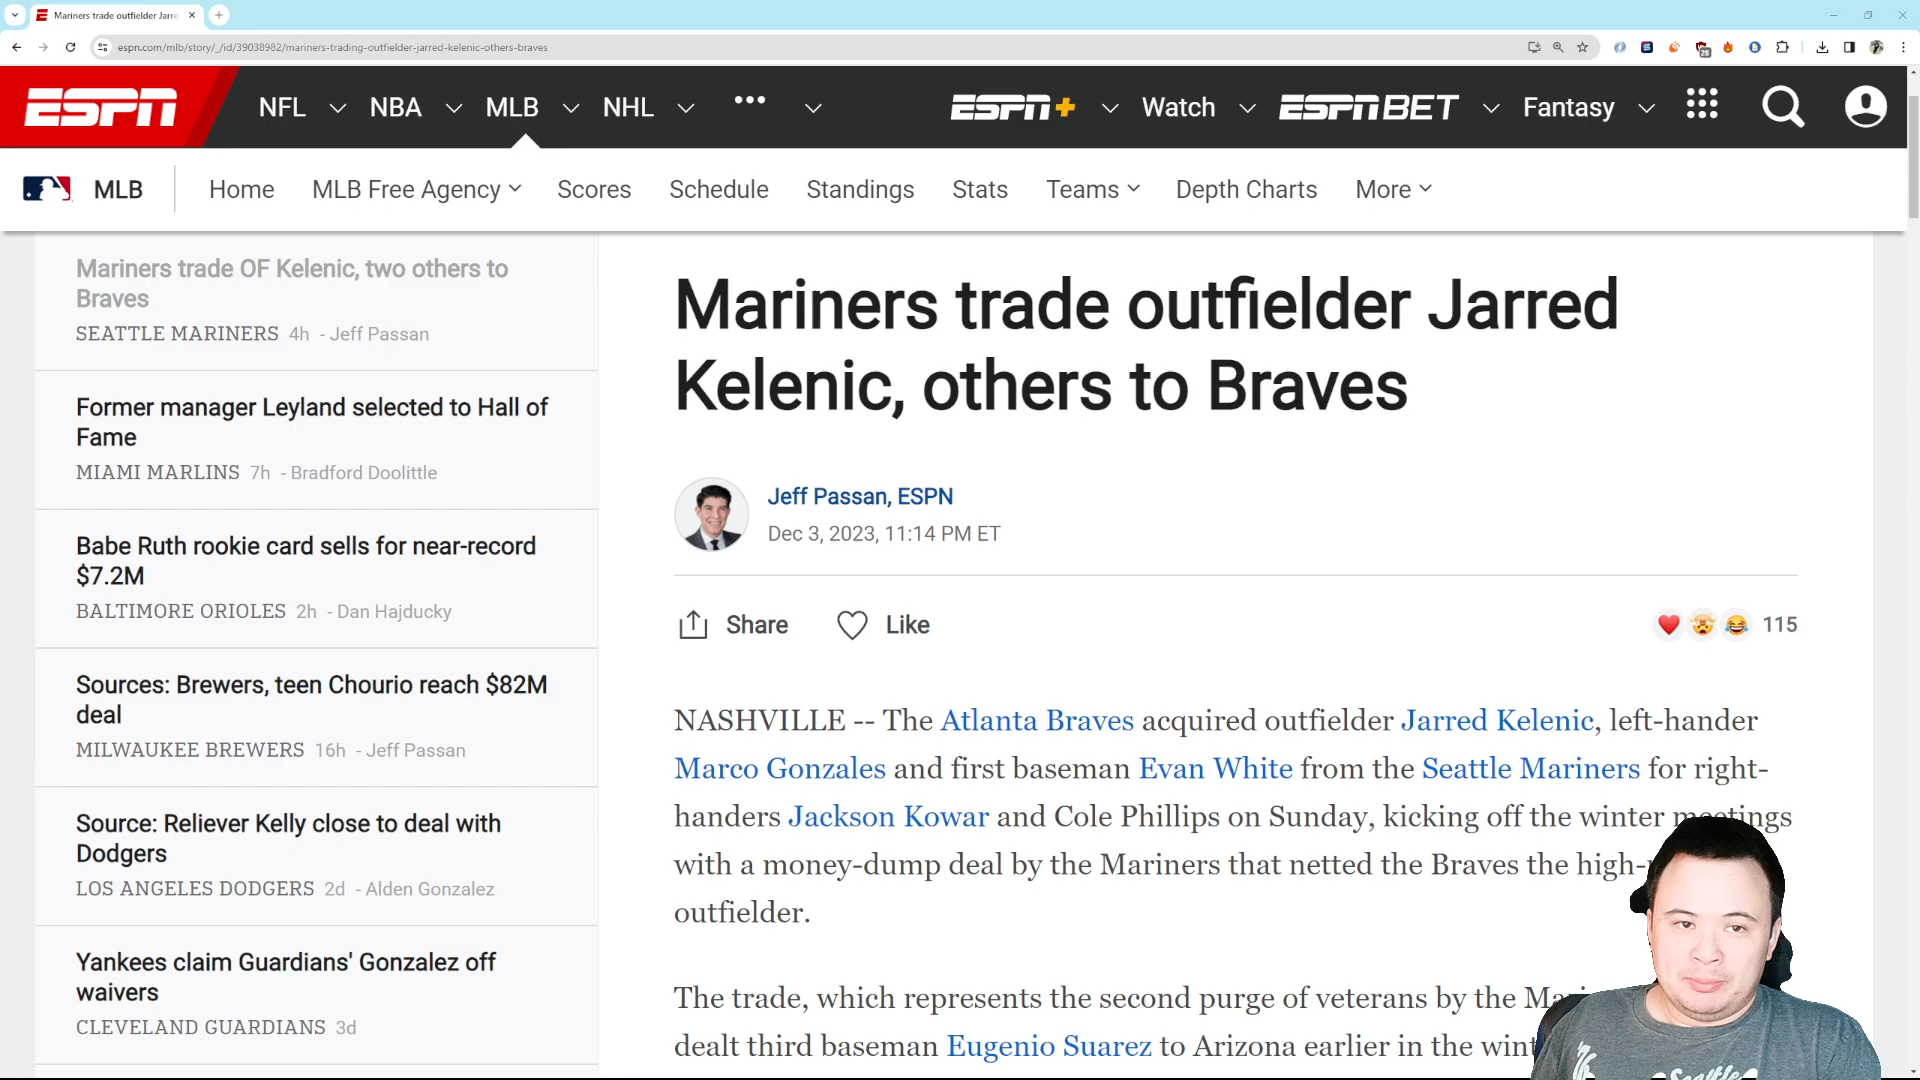 Mariners trade outfielder Jarre
espn.com/mlb/story/_/id/39038982/mariners-trading-outfielder-jarred-kelenic-others-braves
ESPN
NFL
NBA
MLB
NHL
ESPN+
Watch
ESPN BET
Fantasy
MLB
Home
MLB Free Agency
Scores
Schedule
Standings
Stats
Teams
Depth Charts
More
Mariners trade OF Kelenic, two others to
Braves
SEATTLE MARINERS 4h - Jeff Passan
Former manager Leyland selected to Hall of
Fame
MIAMI MARLINS 7h - Bradford Doolittle
Babe Ruth rookie card sells for near-record
$7.2M
BALTIMORE ORIOLES 2h - Dan Hajducky
Sources: Brewers, teen Chourio reach $82M
deal
MILWAUKEE BREWERS 16h - Jeff Passan
Source: Reliever Kelly close to deal with
Dodgers
LOS ANGELES DODGERS 2d - Alden Gonzalez
Yankees claim Guardians' Gonzalez off
waivers
CLEVELAND GUARDIANS 3d
Mariners trade outfielder Jarred
Kelenic, others to Braves
Jeff Passan, ESPN
Dec 3, 2023, 11:14 PM ET
Share
Like
115
NASHVILLE -- The Atlanta Braves acquired outfielder Jarred Kelenic, left-hander
Marco Gonzales and first baseman Evan White from the Seattle Mariners for right-
handers Jackson Kowar and Cole Phillips on Sunday, kicking off the winter meetings
with a money-dump deal by the Mariners that netted the Braves the high-
outfielder.
The trade, which represents the second purge of veterans by the Mari
dealt third baseman Eugenio Suarez to Arizona earlier in the wint
Seattle